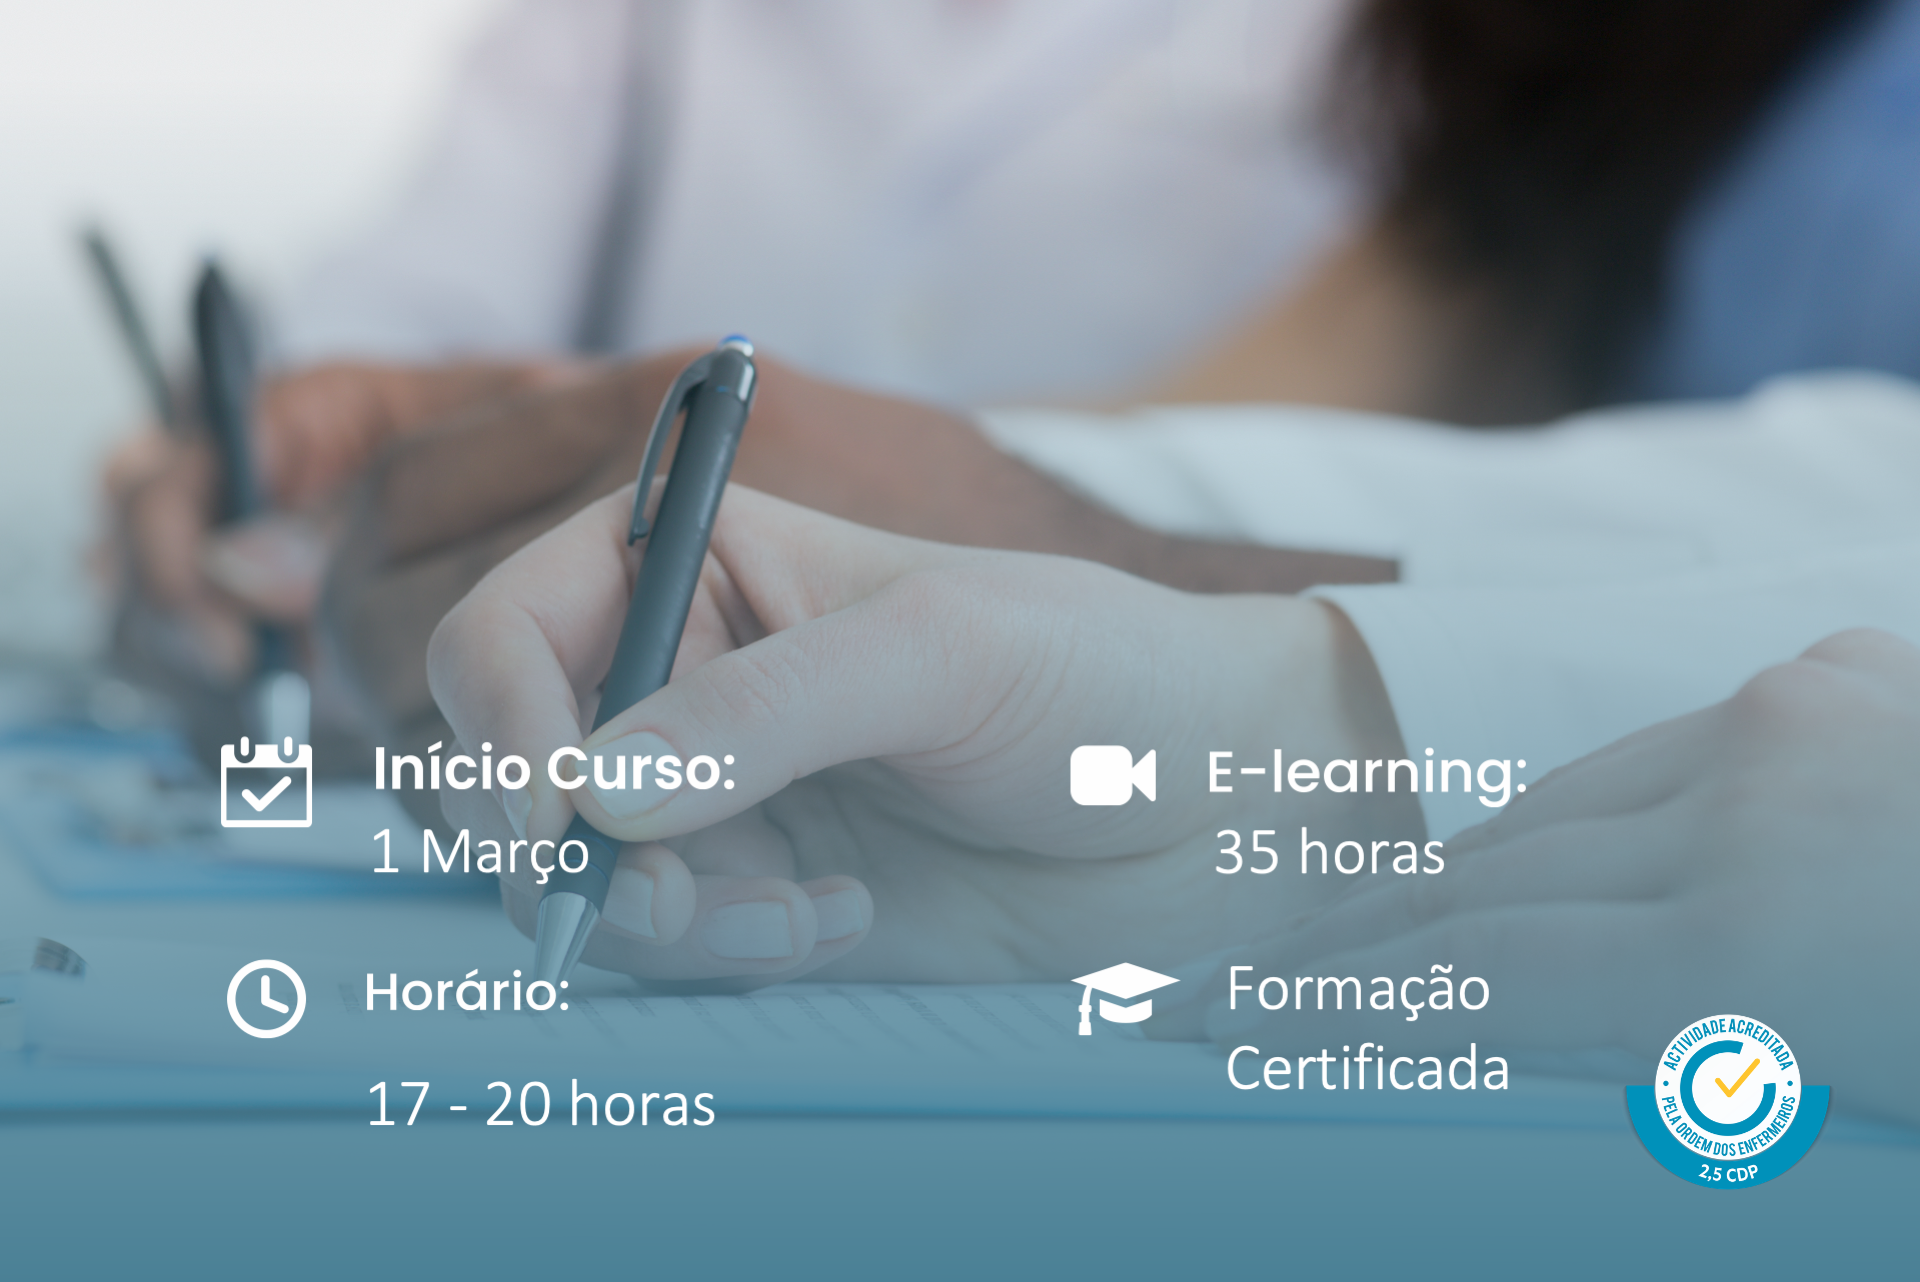 Início Curso:
1 Março
E-learning:
35 horas
Horário:
17 - 20 horas
Formação
Certificada
ACTIVIDADE ACREDITADA
PELA ORDEM DOS ENFERMEIROS
2,5 CDP